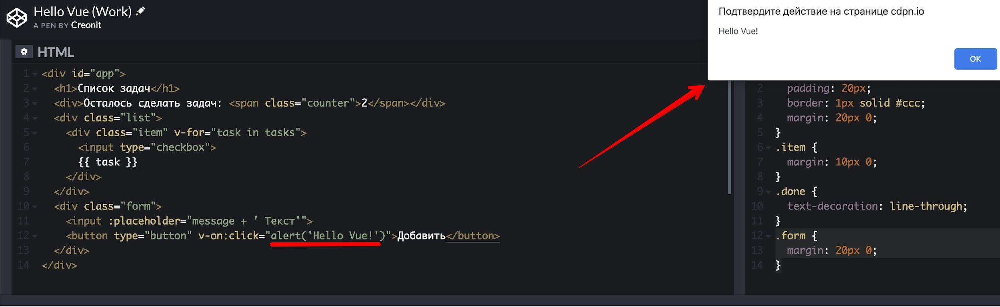 Hello Vue (Work)
A PEN BY Creonit
Подтвердите действие на странице cdpn.io
Hello Vue!
OK
HTML
1 <div id="app">
2 <h1>Список задач</h1>
3 <div>Осталось сделать задач: <span class="counter">2</span></div>
4 <div class="list">
5 <div class="item" v-for="task in tasks">
6 <input type="checkbox">
7 {{ task }}
8 </div>
9 </div>
10 <div class="form">
11 <input :placeholder="message + ' Текст'">
12 <button type="button" v-on:click="alert('Hello Vue!')">Добавить</button>
13 </div>
14 </div>
2 padding: 20px;
3 border: 1px solid #ccc;
4 margin: 20px 0;
5 }
6 .item {
7 margin: 10px 0;
8 }
9 .done {
10 text-decoration: line-through;
11 }
12 .form {
13 margin: 20px 0;
14 }